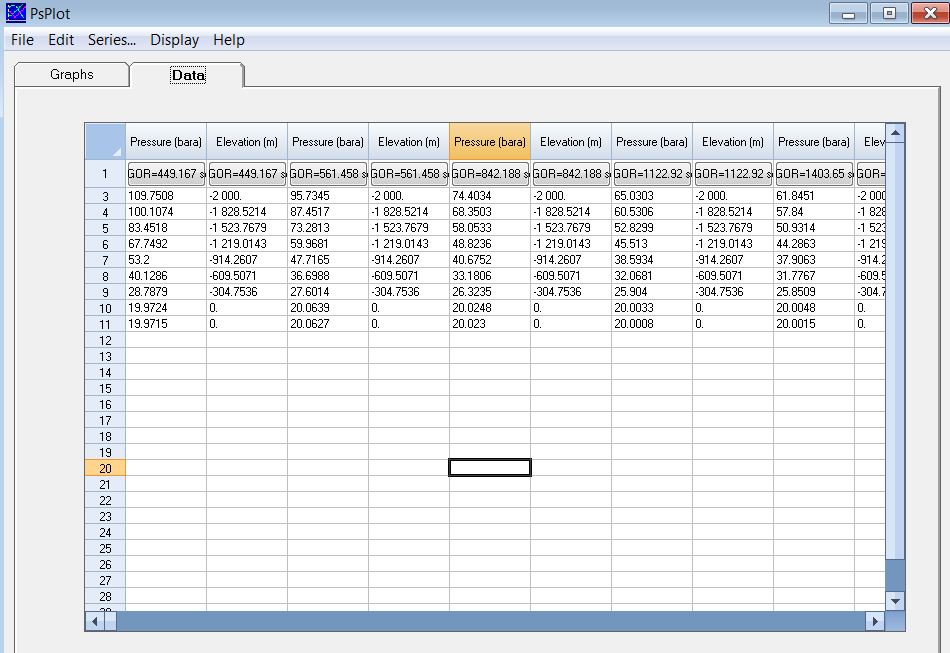 PsPlot
File Edit Series... Display Help
Graphs Data
Pressure (bara) Elevation (m) Pressure (bara) Elevation (m) Pressure (bara) Elevation (m) Pressure (bara) Elevation (m) Pressure (bara) Elev
1 GOR=449.167 s GOR=449.167 s GOR=561.458 s GOR=561.458 s GOR=842.188 s GOR=842.188 s GOR=1122.92 s GOR=1122.92 s GOR=1403.65 s GOR=
3 109.7508 -2 000. 95.7345 -2 000. 74.4034 -2 000. 65.0303 -2 000. 61.8451 -2 000
4 100.1074 -1 828.5214 87.4517 -1 828.5214 68.3503 -1 828.5214 60.5306 -1 828.5214 57.84 -1 828
5 83.4518 -1 523.7679 73.2813 -1 523.7679 58.0533 -1 523.7679 52.8299 -1 523.7679 50.9314 -1 523
6 67.7492 -1 219.0143 59.9681 -1 219.0143 48.8236 -1 219.0143 45.513 -1 219.0143 44.2863 -1 219
7 53.2 -914.2607 47.7165 -914.2607 40.6752 -914.2607 38.5934 -914.2607 37.9063 -914.2
8 40.1286 -609.5071 36.6988 -609.5071 33.1806 -609.5071 32.0681 -609.5071 31.7767 -609.5
9 28.7879 -304.7536 27.6014 -304.7536 26.3235 -304.7536 25.904 -304.7536 25.8509 -304.7
10 19.9724 0. 20.0639 0. 20.0248 0. 20.0033 0. 20.0048 0.
11 19.9715 0. 20.0627 0. 20.023 0. 20.0008 0. 20.0015 0.
12
13
14
15
16
17
18
19
20
21
22
23
24
25
26
27
28